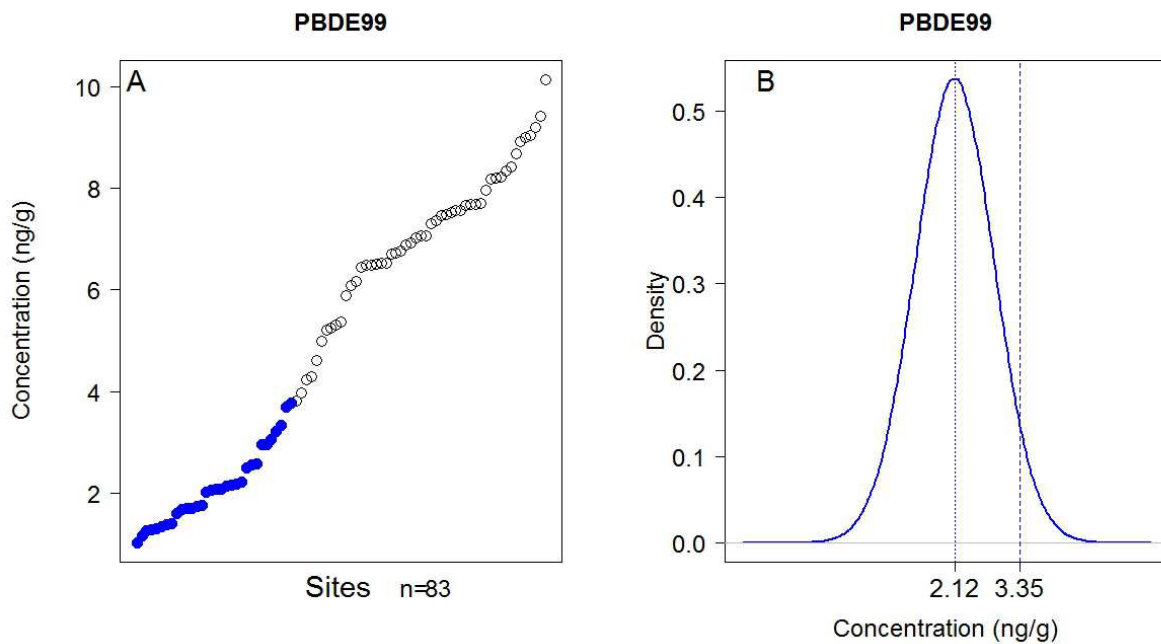 PBDE99
A
Concentration (ng/g)
10
8
6
4
2
Sites n=83
PBDE99
B
Density
0.5
0.4
0.3
0.2
0.1
0.0
2.12 3.35
Concentration (ng/g)